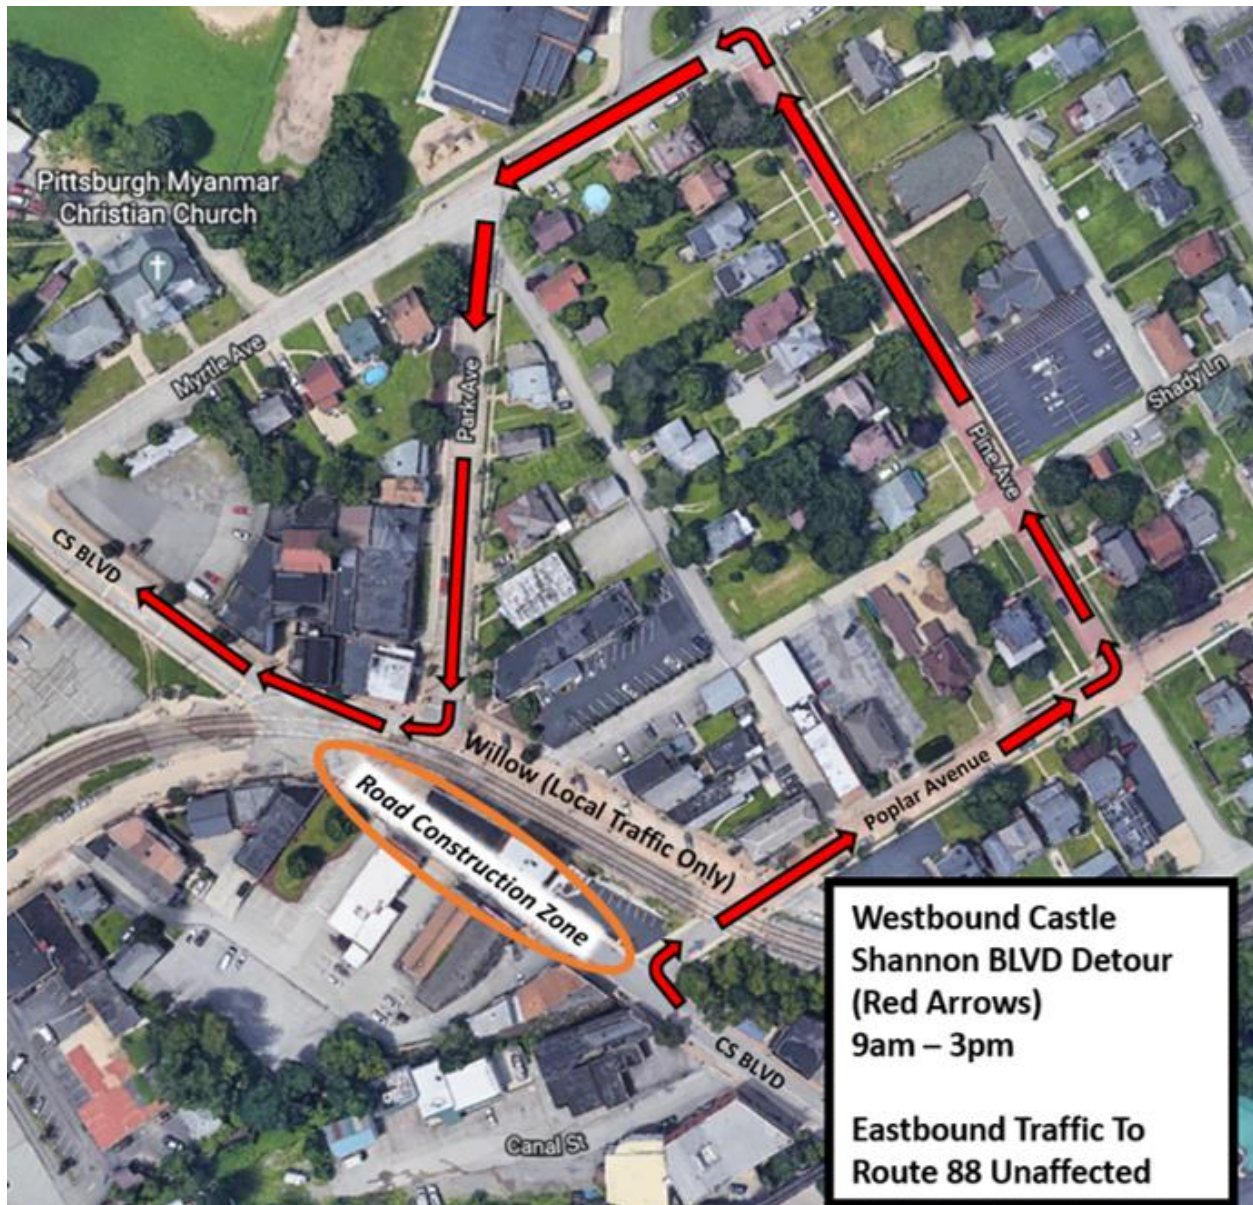 Pittsburgh Myanmar
Christian Church
Myrtle Ave
Park Ave
Shady Ln
Pine Ave
CS BLVD
Willow (Local Traffic Only)
Poplar Avenue
Road Construction Zone
CS BLVD
Canal St
Westbound Castle
Shannon BLVD Detour
(Red Arrows)
9am – 3pm
Eastbound Traffic To
Route 88 Unaffected